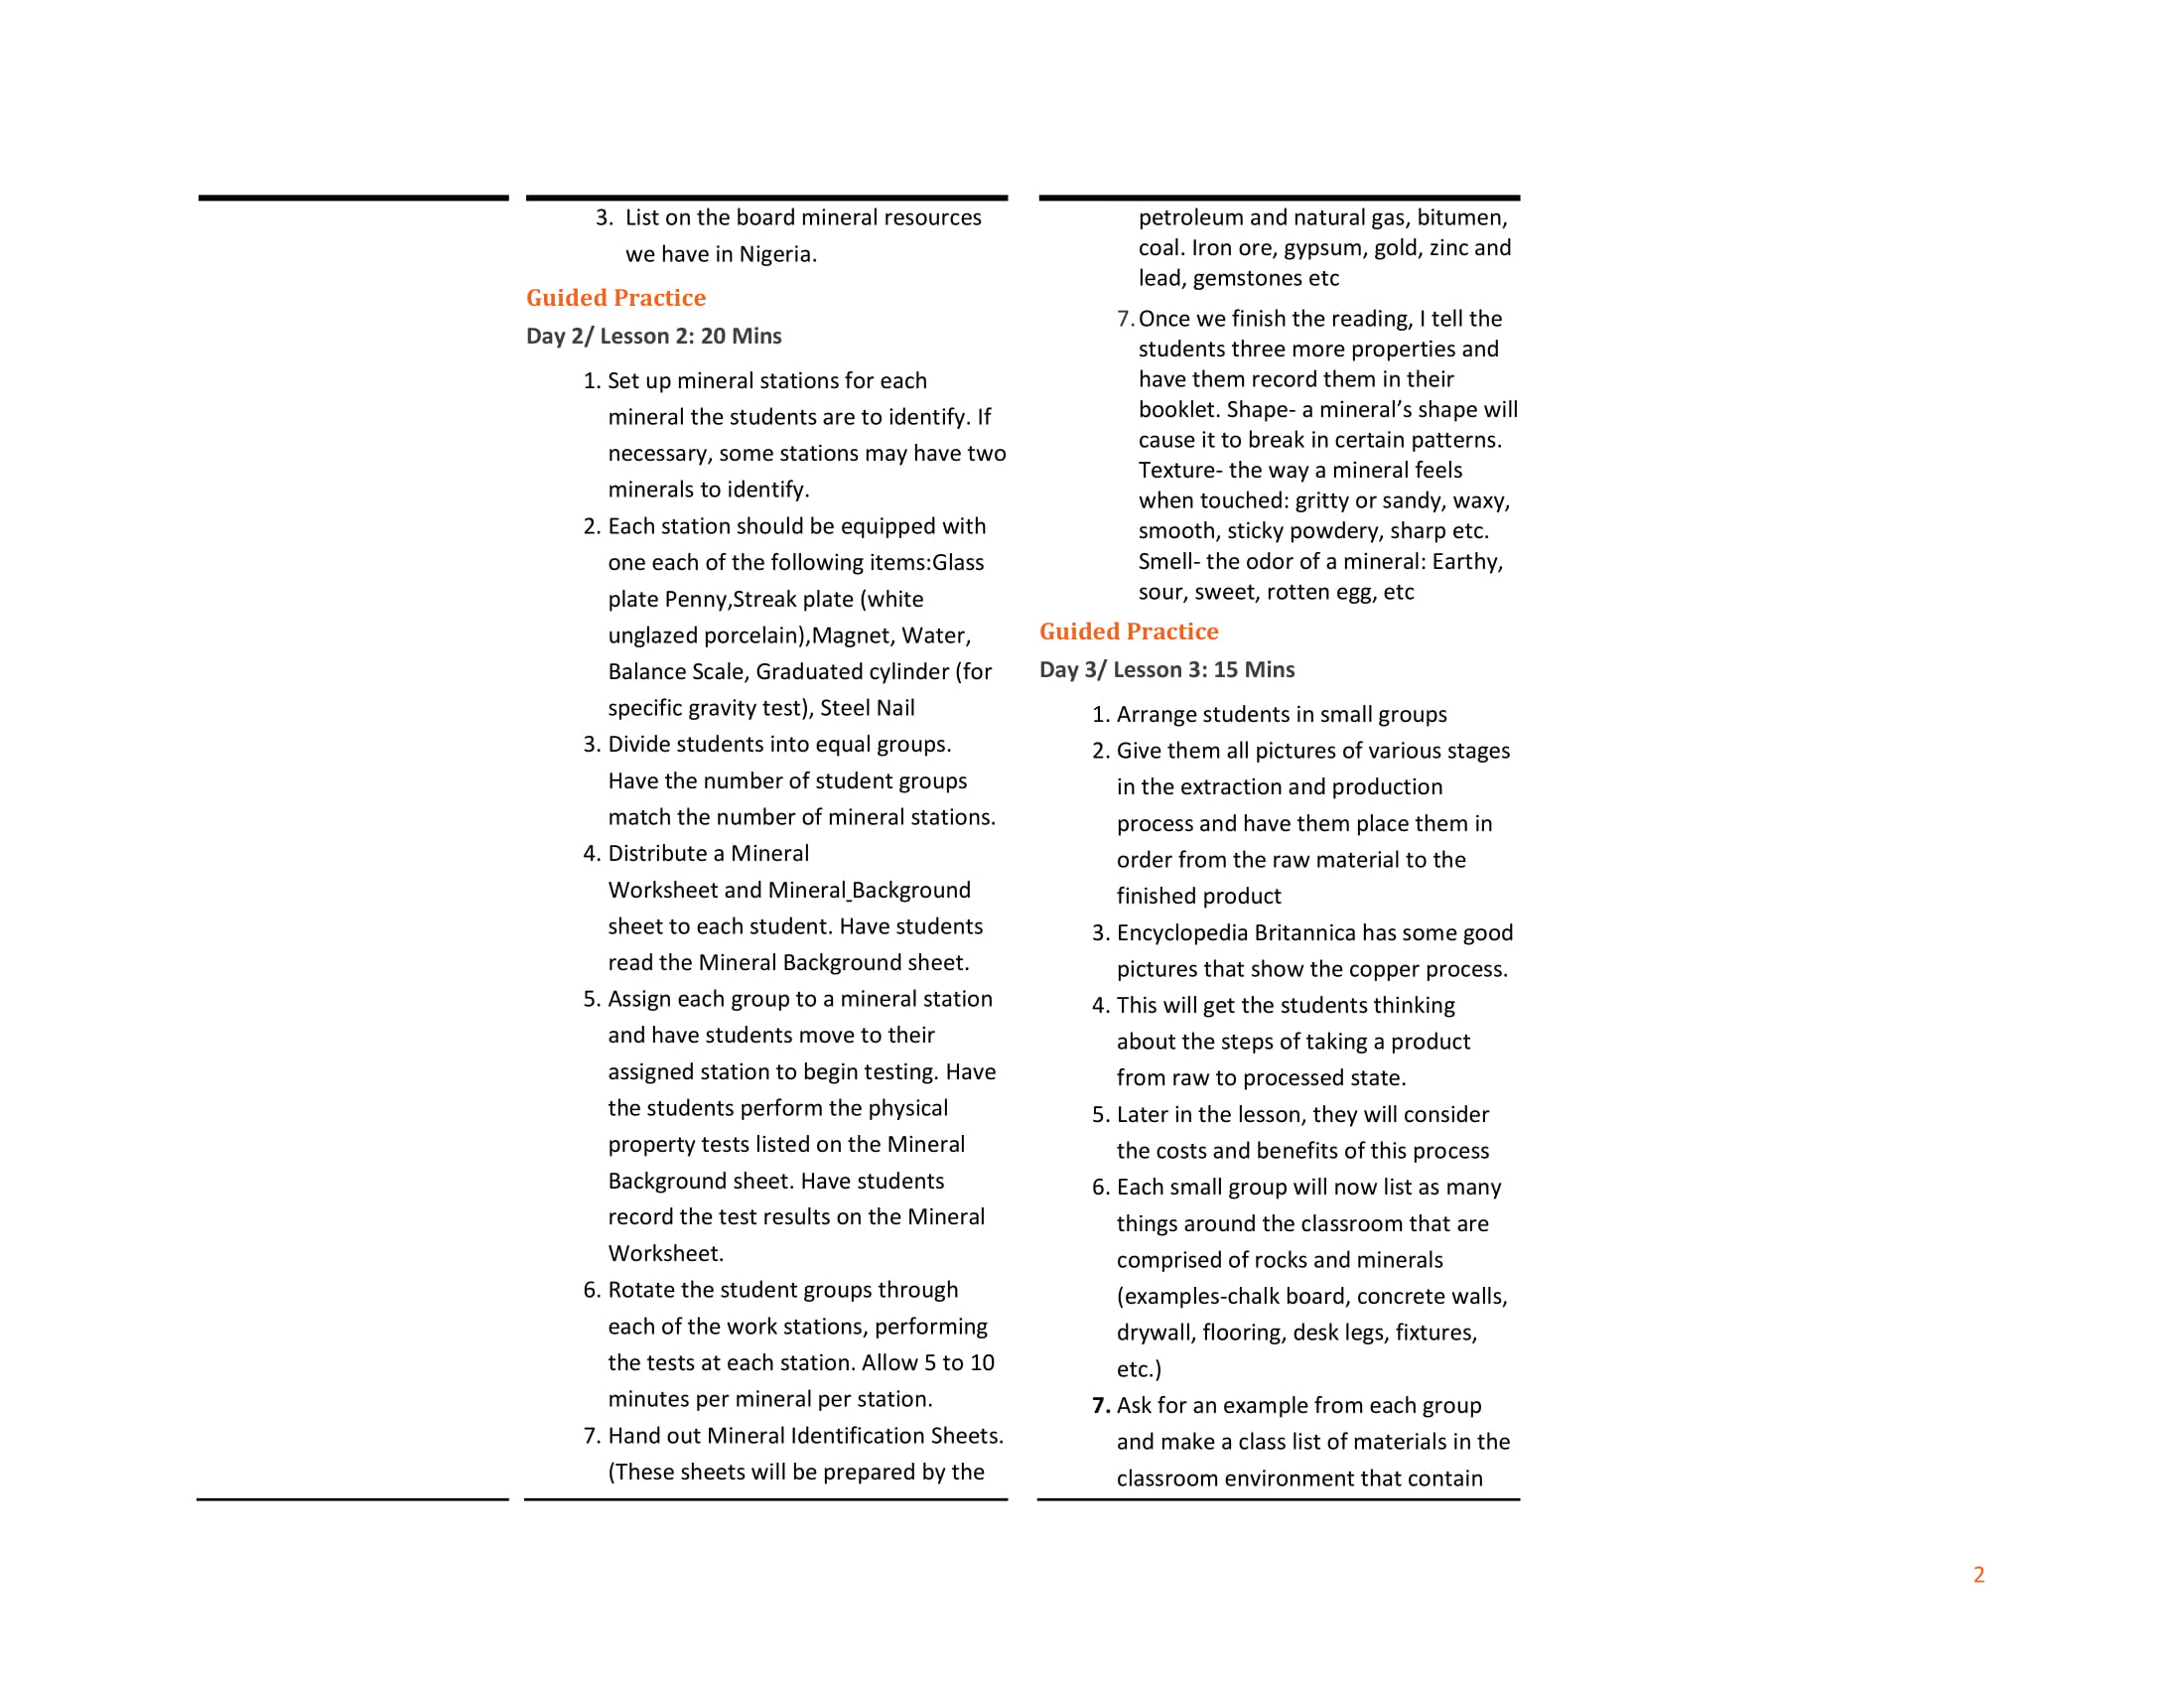 3. List on the board mineral resources
we have in Nigeria.
Guided Practice
Day 2/ Lesson 2: 20 Mins
1. Set up mineral stations for each
mineral the students are to identify. If
necessary, some stations may have two
minerals to identify.
2. Each station should be equipped with
one each of the following items:Glass
plate Penny,Streak plate (white
unglazed porcelain),Magnet, Water,
Balance Scale, Graduated cylinder (for
specific gravity test), Steel Nail
3. Divide students into equal groups.
Have the number of student groups
match the number of mineral stations.
4. Distribute a Mineral
Worksheet and Mineral Background
sheet to each student. Have students
read the Mineral Background sheet.
5. Assign each group to a mineral station
and have students move to their
assigned station to begin testing. Have
the students perform the physical
property tests listed on the Mineral
Background sheet. Have students
record the test results on the Mineral
Worksheet.
6. Rotate the student groups through
each of the work stations, performing
the tests at each station. Allow 5 to 10
minutes per mineral per station.
7. Hand out Mineral Identification Sheets.
(These sheets will be prepared by the
petroleum and natural gas, bitumen,
coal. Iron ore, gypsum, gold, zinc and
lead, gemstones etc
7. Once we finish the reading, I tell the
students three more properties and
have them record them in their
booklet. Shape- a mineral’s shape will
cause it to break in certain patterns.
Texture- the way a mineral feels
when touched: gritty or sandy, waxy,
smooth, sticky powdery, sharp etc.
Smell- the odor of a mineral: Earthy,
sour, sweet, rotten egg, etc
Guided Practice
Day 3/ Lesson 3: 15 Mins
1. Arrange students in small groups
2. Give them all pictures of various stages
in the extraction and production
process and have them place them in
order from the raw material to the
finished product
3. Encyclopedia Britannica has some good
pictures that show the copper process.
4. This will get the students thinking
about the steps of taking a product
from raw to processed state.
5. Later in the lesson, they will consider
the costs and benefits of this process
6. Each small group will now list as many
things around the classroom that are
comprised of rocks and minerals
(examples-chalk board, concrete walls,
drywall, flooring, desk legs, fixtures,
etc.)
7. Ask for an example from each group
and make a class list of materials in the
classroom environment that contain
2